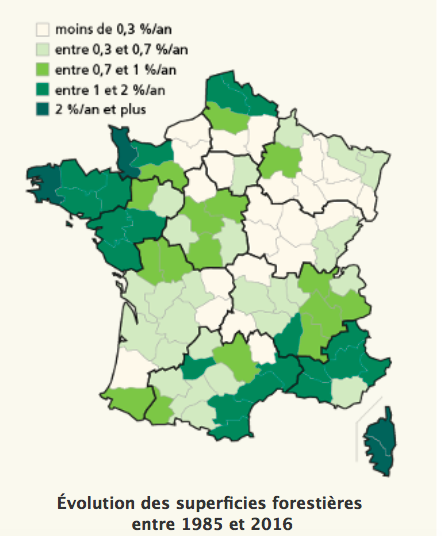 moins de 0,3 %/an
entre 0,3 et 0,7 %/an
entre 0,7 et 1 %/an
entre 1 et 2 %/an
2 %/an et plus
Évolution des superficies forestières
entre 1985 et 2016